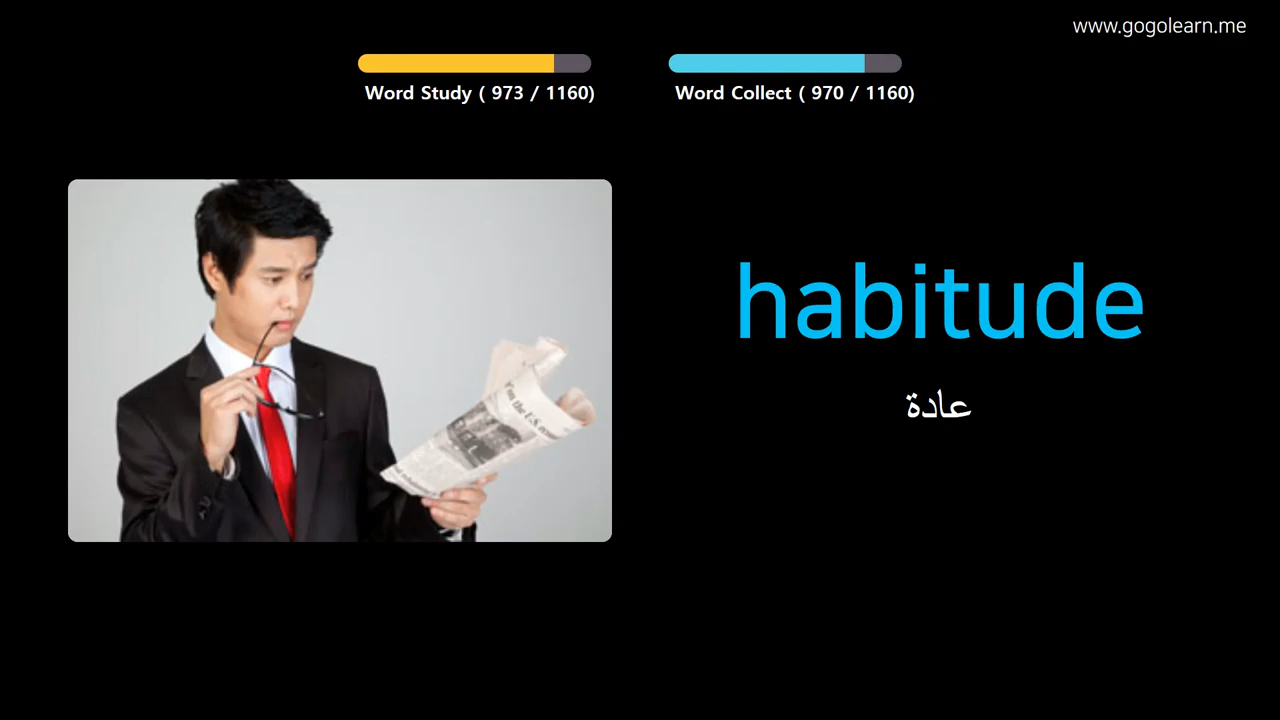 www.gogolearn.me
Word Study ( 973 / 1160)
Word Collect ( 970 / 1160)
habitude
عادة